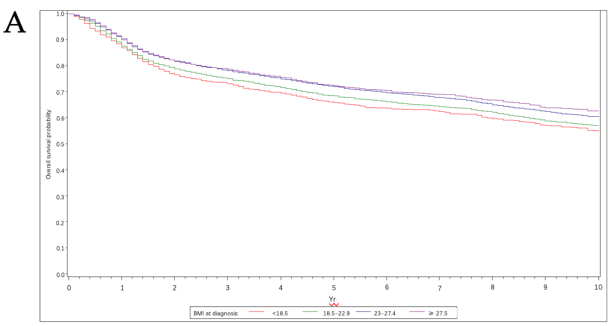 A
1.0
0.9
0.8
0.7
0.6
0.5
0.4
0.3
0.2
0.1
0.0
Overall survival probability
0 1 2 3 4 5 6 7 8 9 10
Yr
BMI at diagnosis: <18.5 18.5-22.9 23-27.4 ≥ 27.5